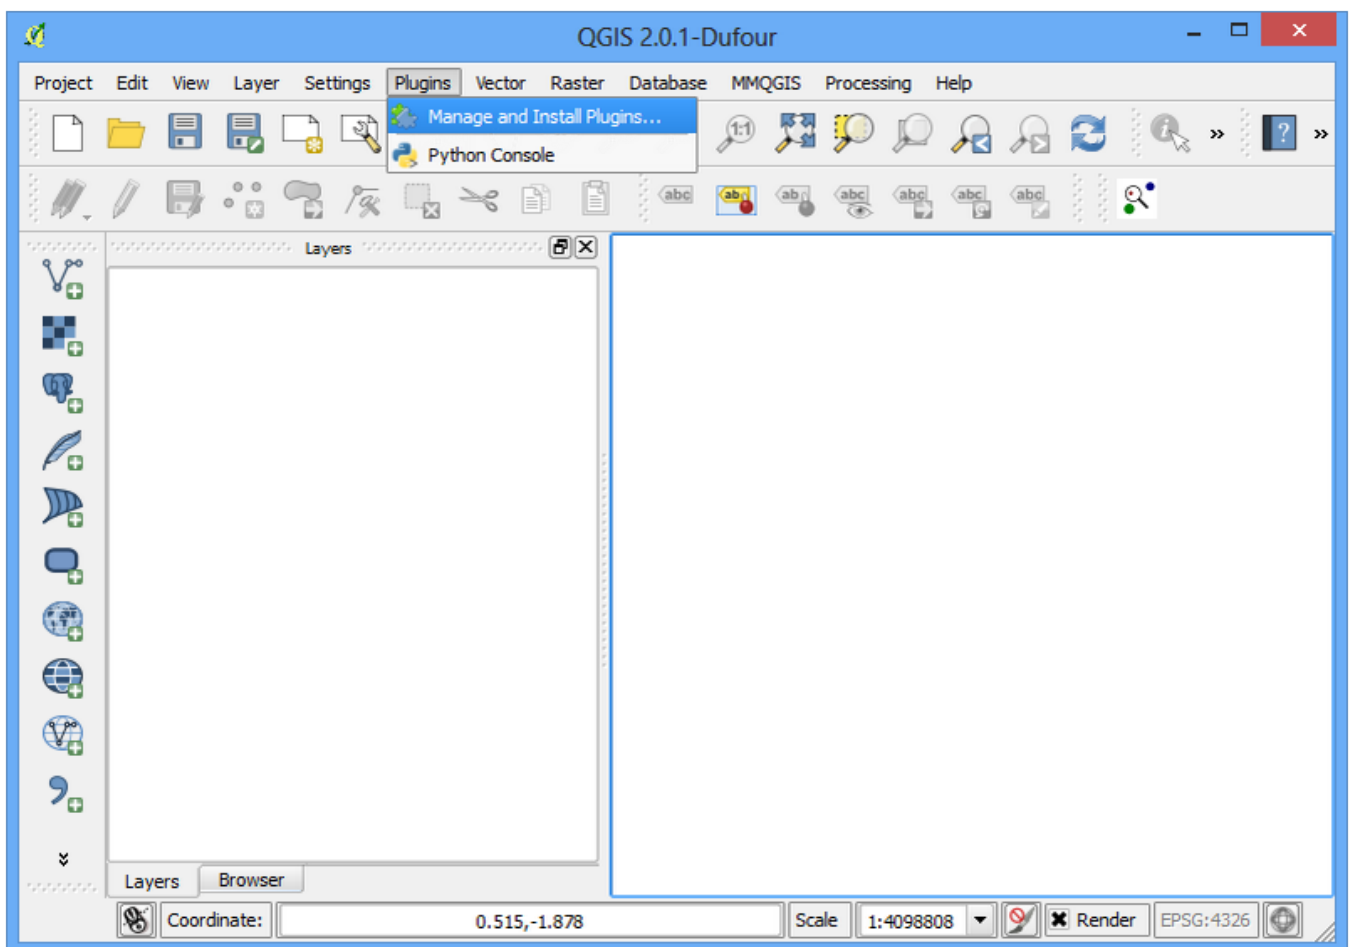 QGIS 2.0.1-Dufour
Project Edit View Layer Settings Plugins Vector Raster Database MMQGIS Processing Help
Manage and Install Plugins...
Python Console
1:1
?
abc ab ab abc abc abc abc
Layers
Layers Browser
Coordinate: 0.515,-1.878 Scale 1:4098808 Render EPSG:4326